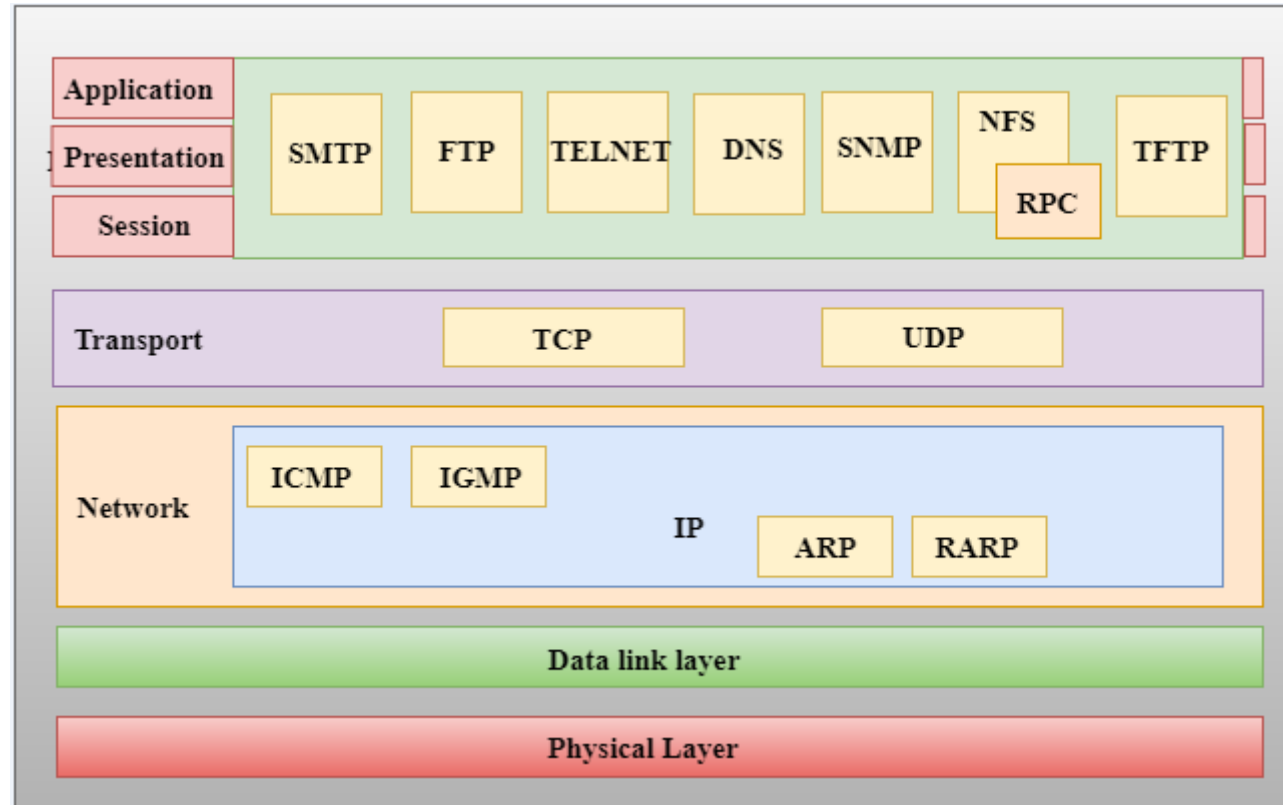 Application
Presentation
Session
SMTP
FTP
TELNET
DNS
SNMP
NFS
RPC
TFTP
Transport
TCP
UDP
Network
ICMP
IGMP
IP
ARP
RARP
Data link layer
Physical Layer